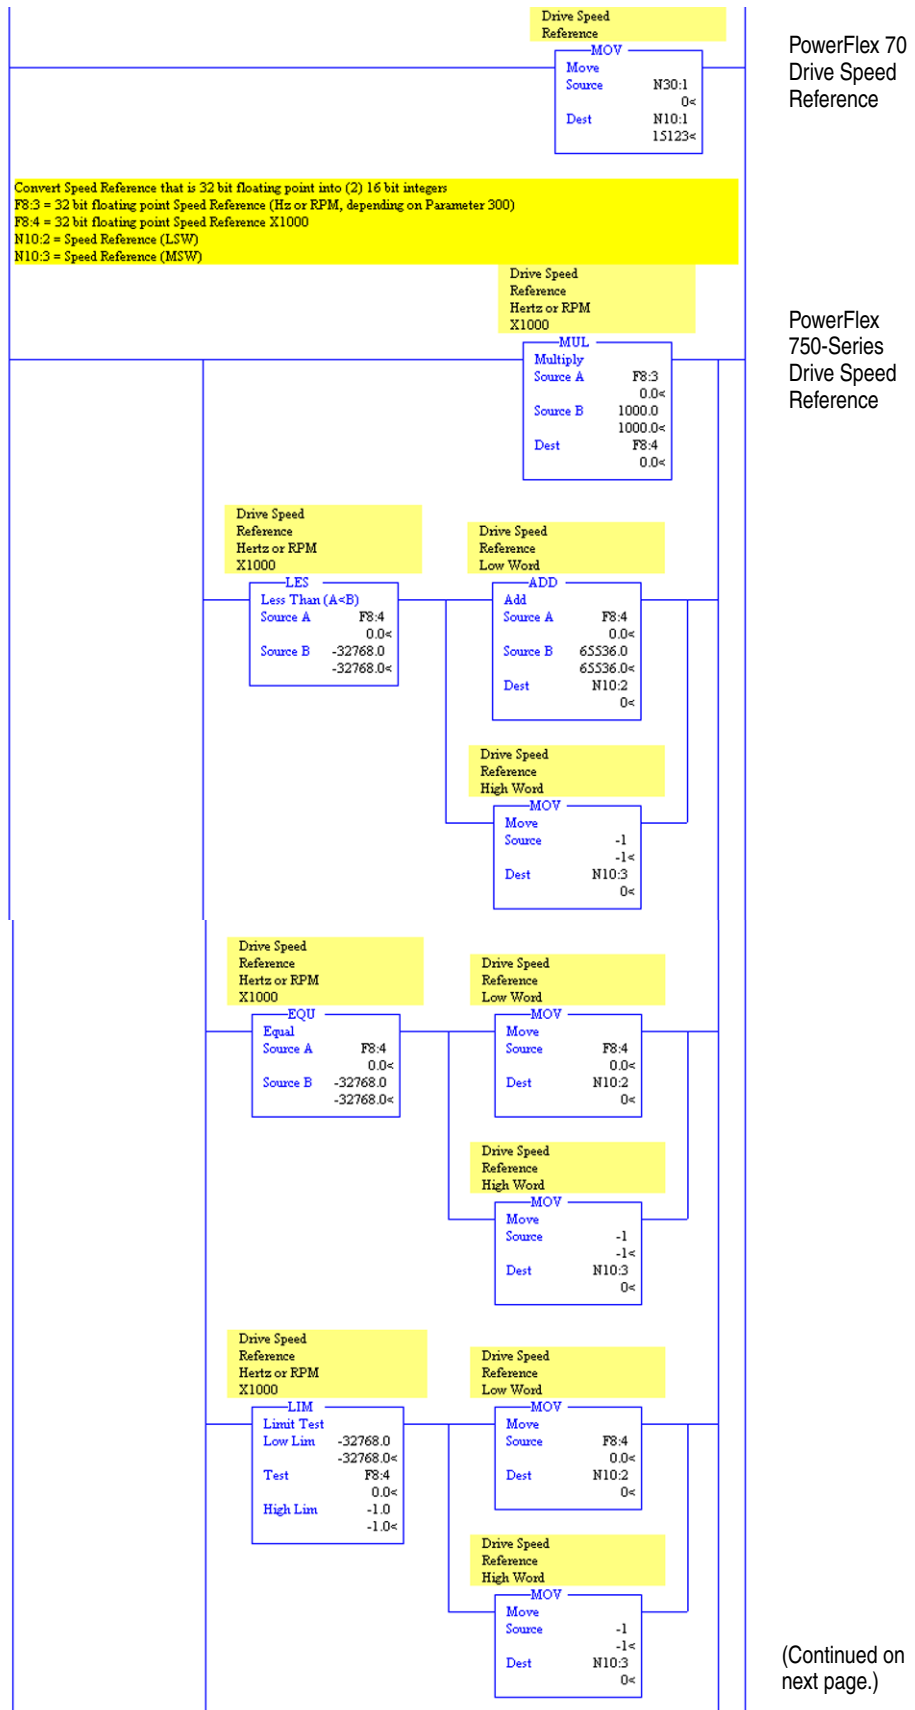 Drive Speed
Reference
MOV
Move
Source N30:1
0<
Dest N10:1
15123<
PowerFlex 70
Drive Speed
Reference
Convert Speed Reference that is 32 bit floating point into (2) 16 bit integers
F8:3 = 32 bit floating point Speed Reference (Hz or RPM, depending on Parameter 300)
F8:4 = 32 bit floating point Speed Reference X1000
N10:2 = Speed Reference (LSW)
N10:3 = Speed Reference (MSW)
Drive Speed
Reference
Hertz or RPM
X1000
MUL
Multiply
Source A F8:3
0.0<
Source B 1000.0
1000.0<
Dest F8:4
0.0<
PowerFlex
750-Series
Drive Speed
Reference
Drive Speed
Reference
Hertz or RPM
X1000
LES
Less Than (A<B)
Source A F8:4
0.0<
Source B -32768.0
-32768.0<
Drive Speed
Reference
Low Word
ADD
Add
Source A F8:4
0.0<
Source B 65536.0
65536.0<
Dest N10:2
0<
Drive Speed
Reference
High Word
MOV
Move
Source -1
-1<
Dest N10:3
0<
Drive Speed
Reference
Hertz or RPM
X1000
EQU
Equal
Source A F8:4
0.0<
Source B -32768.0
-32768.0<
Drive Speed
Reference
Low Word
MOV
Move
Source F8:4
0.0<
Dest N10:2
0<
Drive Speed
Reference
High Word
MOV
Move
Source -1
-1<
Dest N10:3
0<
Drive Speed
Reference
Hertz or RPM
X1000
LIM
Limit Test
Low Lim -32768.0
-32768.0<
Test F8:4
0.0<
High Lim -1.0
-1.0<
Drive Speed
Reference
Low Word
MOV
Move
Source F8:4
0.0<
Dest N10:2
0<
Drive Speed
Reference
High Word
MOV
Move
Source -1
-1<
Dest N10:3
0<
(Continued on
next page.)